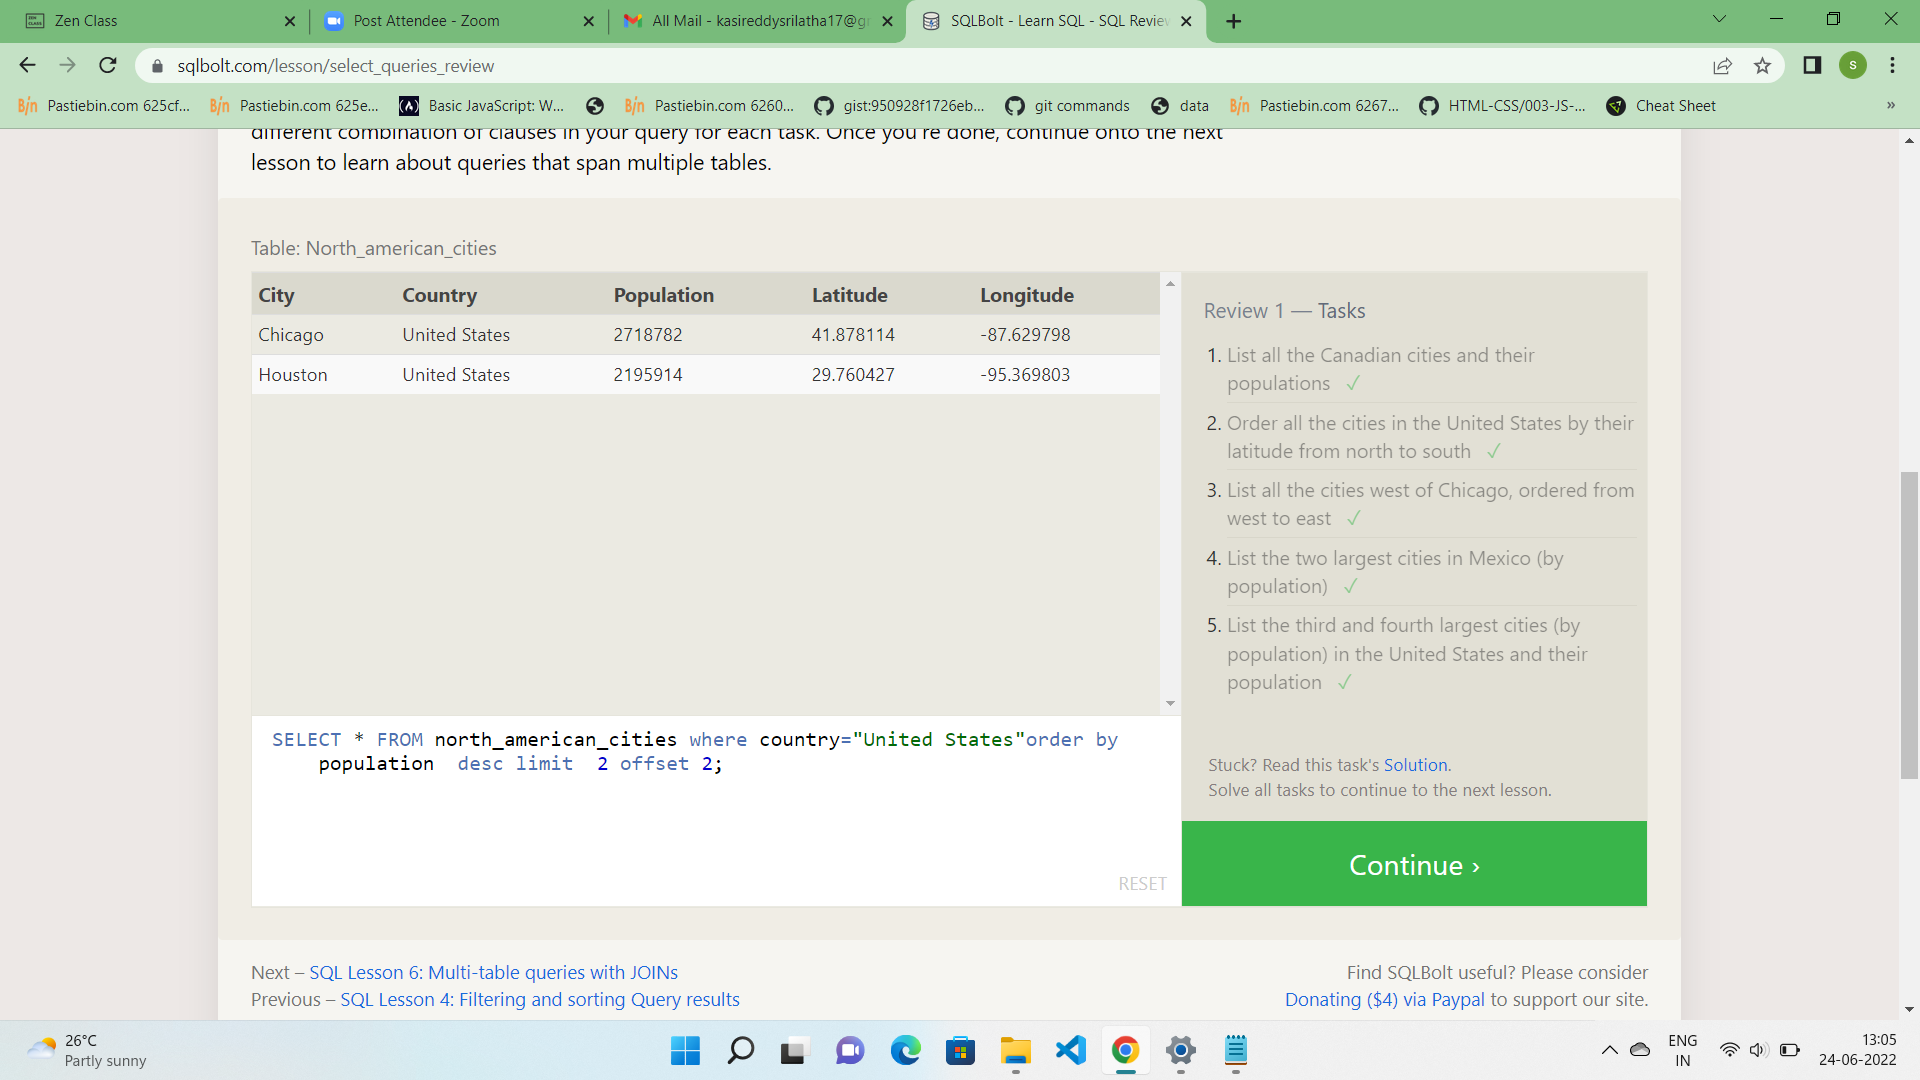 Zen Class
Post Attendee - Zoom
All Mail - kasireddysrilatha17@gr
SQLBolt - Learn SQL - SQL Review
sqlbolt.com/lesson/select_queries_review
S
Pastiebin.com 625cf...
Pastiebin.com 625e...
Basic JavaScript: W...
Pastiebin.com 6260...
gist:950928f1726eb...
git commands
data
Pastiebin.com 6267...
HTML-CSS/003-JS-...
Cheat Sheet
»
different combination of clauses in your query for each task. Once you're done, continue onto the next
lesson to learn about queries that span multiple tables.
Table: North_american_cities
City Country Population Latitude Longitude
Chicago United States 2718782 41.878114 -87.629798
Houston United States 2195914 29.760427 -95.369803
Review 1 — Tasks
1. List all the Canadian cities and their
populations ✓
2. Order all the cities in the United States by their
latitude from north to south ✓
3. List all the cities west of Chicago, ordered from
west to east ✓
4. List the two largest cities in Mexico (by
population) ✓
5. List the third and fourth largest cities (by
population) in the United States and their
population ✓
SELECT * FROM north_american_cities where country="United States"order by
population  desc limit  2 offset 2;
RESET
Stuck? Read this task's Solution.
Solve all tasks to continue to the next lesson.
Continue ›
Next – SQL Lesson 6: Multi-table queries with JOINs
Previous – SQL Lesson 4: Filtering and sorting Query results
Find SQLBolt useful? Please consider
Donating ($4) via Paypal to support our site.
26°C
Partly sunny
ENG
IN
13:05
24-06-2022